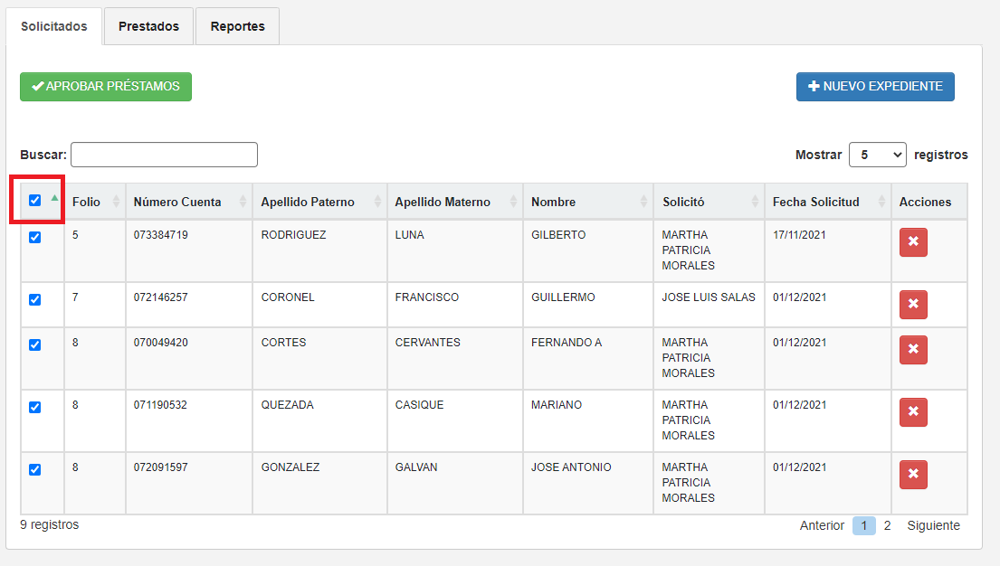 Solicitados Prestados Reportes
APROBAR PRÉSTAMOS NUEVO EXPEDIENTE
Buscar: Mostrar 5 registros
Folio Número Cuenta Apellido Paterno Apellido Materno Nombre Solicitó Fecha Solicitud Acciones
5 073384719 RODRIGUEZ LUNA GILBERTO MARTHA 17/11/2021
PATRICIA
MORALES
7 072146257 CORONEL FRANCISCO GUILLERMO JOSE LUIS SALAS 01/12/2021
8 070049420 CORTES CERVANTES FERNANDO A MARTHA 01/12/2021
PATRICIA
MORALES
8 071190532 QUEZADA CASIQUE MARIANO MARTHA 01/12/2021
PATRICIA
MORALES
8 072091597 GONZALEZ GALVAN JOSE ANTONIO MARTHA 01/12/2021
PATRICIA
MORALES
9 registros Anterior 1 2 Siguiente